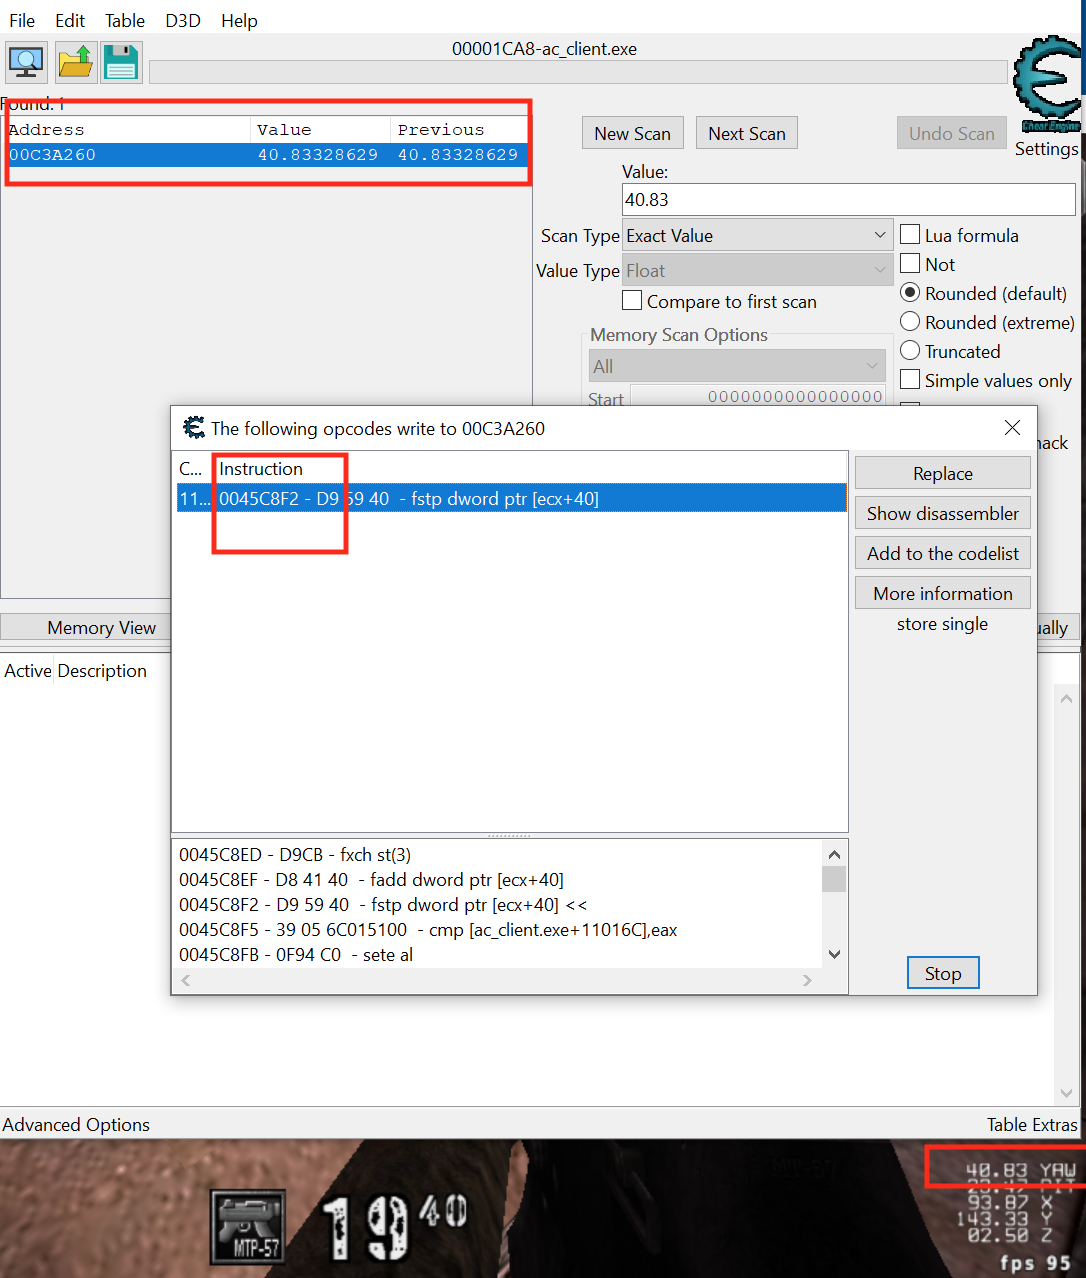 File Edit Table D3D Help
00001CA8-ac_client.exe
Cheat Engine
Settings
Found: 1
Address Value Previous
00C3A260 40.83328629 40.83328629
New Scan Next Scan Undo Scan
Value:
40.83
Scan Type Exact Value
Value Type Float
Compare to first scan
Lua formula
Not
Rounded (default)
Rounded (extreme)
Truncated
Simple values only
Memory Scan Options
All
Start 0000000000000000
The following opcodes write to 00C3A260
C... Instruction
11... 0045C8F2 - D9 59 40 - fstp dword ptr [ecx+40]
Replace
Show disassembler
Add to the codelist
More information
store single
0045C8ED - D9CB - fxch st(3)
0045C8EF - D8 41 40 - fadd dword ptr [ecx+40]
0045C8F2 - D9 59 40 - fstp dword ptr [ecx+40] <<
0045C8F5 - 39 05 6C015100 - cmp [ac_client.exe+11016C],eax
0045C8FB - 0F94 C0 - sete al
Stop
Memory View
Active Description
Advanced Options Table Extras
MTP-57
19 40
40.83 YAW
93.87 X
143.33 Y
02.50 Z
fps 95